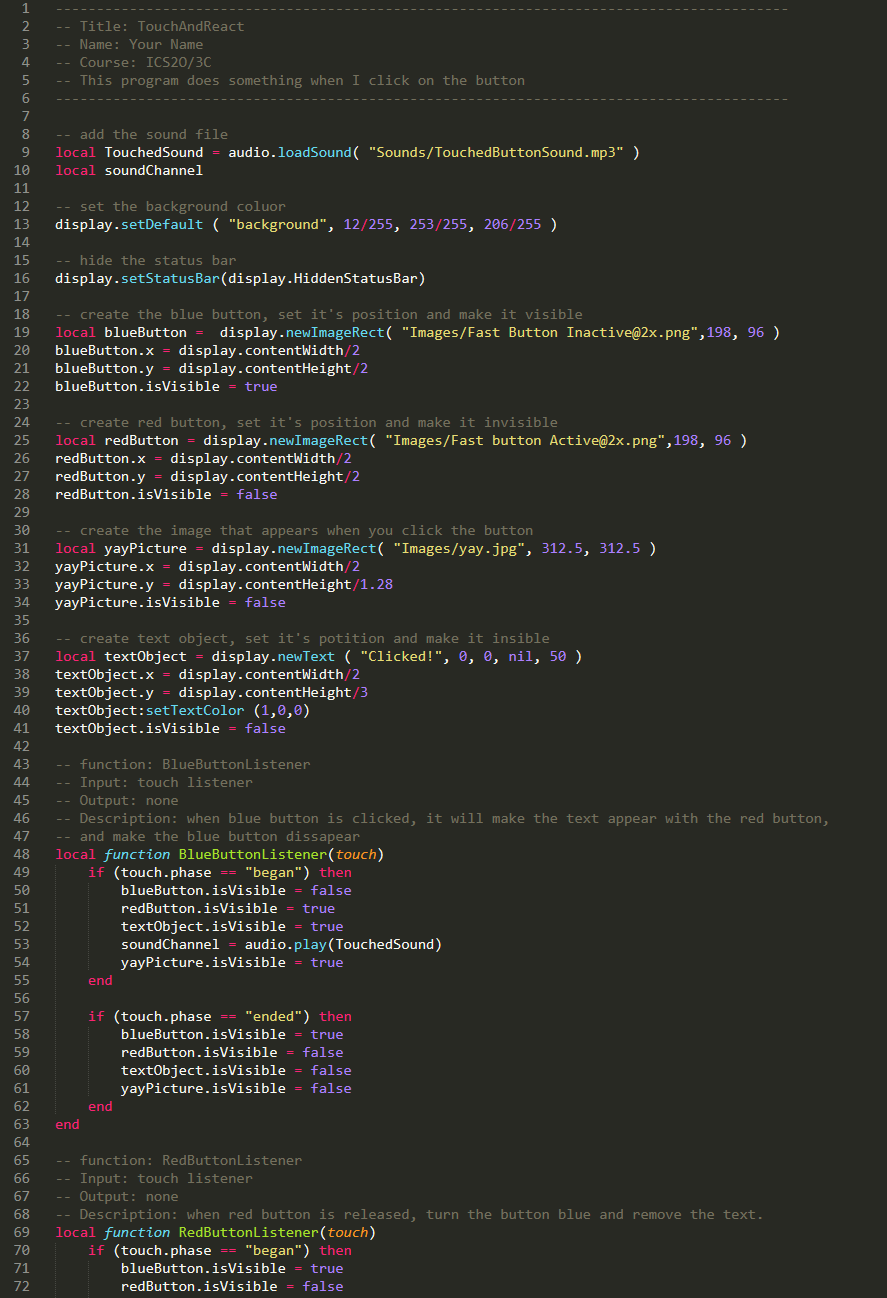 1 -----------------------------------------------------------------------------------------
2 -- Title: TouchAndReact
3 -- Name: Your Name
4 -- Course: ICS2O/3C
5 -- This program does something when I click on the button
6 -----------------------------------------------------------------------------------------
7
8 -- add the sound file
9 local TouchedSound = audio.loadSound( "Sounds/TouchedButtonSound.mp3" )
10 local soundChannel
11
12 -- set the background coluor
13 display.setDefault ( "background", 12/255, 253/255, 206/255 )
14
15 -- hide the status bar
16 display.setStatusBar(display.HiddenStatusBar)
17
18 -- create the blue button, set it's position and make it visible
19 local blueButton =  display.newImageRect( "Images/Fast Button Inactive@2x.png",198, 96 )
20 blueButton.x = display.contentWidth/2
21 blueButton.y = display.contentHeight/2
22 blueButton.isVisible = true
23
24 -- create red button, set it's position and make it invisible
25 local redButton = display.newImageRect( "Images/Fast button Active@2x.png",198, 96 )
26 redButton.x = display.contentWidth/2
27 redButton.y = display.contentHeight/2
28 redButton.isVisible = false
29
30 -- create the image that appears when you click the button
31 local yayPicture = display.newImageRect( "Images/yay.jpg", 312.5, 312.5 )
32 yayPicture.x = display.contentWidth/2
33 yayPicture.y = display.contentHeight/1.28
34 yayPicture.isVisible = false
35
36 -- create text object, set it's potition and make it insible
37 local textObject = display.newText ( "Clicked!", 0, 0, nil, 50 )
38 textObject.x = display.contentWidth/2
39 textObject.y = display.contentHeight/3
40 textObject:setTextColor (1,0,0)
41 textObject.isVisible = false
42
43 -- function: BlueButtonListener
44 -- Input: touch listener
45 -- Output: none
46 -- Description: when blue button is clicked, it will make the text appear with the red button,
47 -- and make the blue button dissapear
48 local function BlueButtonListener(touch)
49     if (touch.phase == "began") then
50         blueButton.isVisible = false
51         redButton.isVisible = true
52         textObject.isVisible = true
53         soundChannel = audio.play(TouchedSound)
54         yayPicture.isVisible = true
55     end
56
57     if (touch.phase == "ended") then
58         blueButton.isVisible = true
59         redButton.isVisible = false
60         textObject.isVisible = false
61         yayPicture.isVisible = false
62     end
63 end
64
65 -- function: RedButtonListener
66 -- Input: touch listener
67 -- Output: none
68 -- Description: when red button is released, turn the button blue and remove the text.
69 local function RedButtonListener(touch)
70     if (touch.phase == "began") then
71         blueButton.isVisible = true
72         redButton.isVisible = false